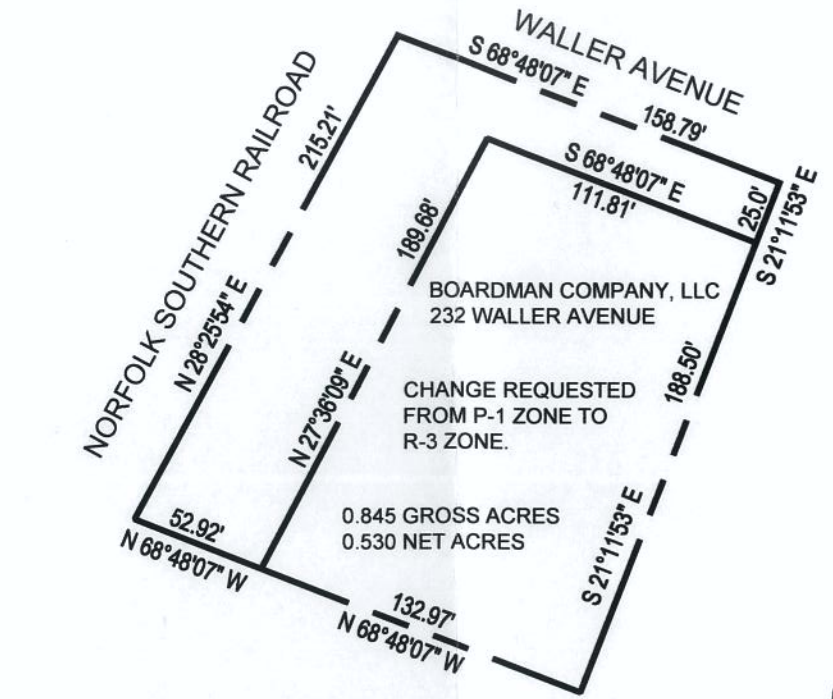 WALLER AVENUE
S 68°48'07" E
158.79'
NORFOLK SOUTHERN RAILROAD
215.21'
N 28°25'54" E
S 68°48'07" E
111.81'
25.0'
S 21°11'53" E
189.68'
N 27°36'09" E
BOARDMAN COMPANY, LLC
232 WALLER AVENUE
188.50'
CHANGE REQUESTED
FROM P-1 ZONE TO
R-3 ZONE.
0.845 GROSS ACRES
0.530 NET ACRES
S 21°11'53" E
52.92'
N 68°48'07" W
132.97'
N 68°48'07" W